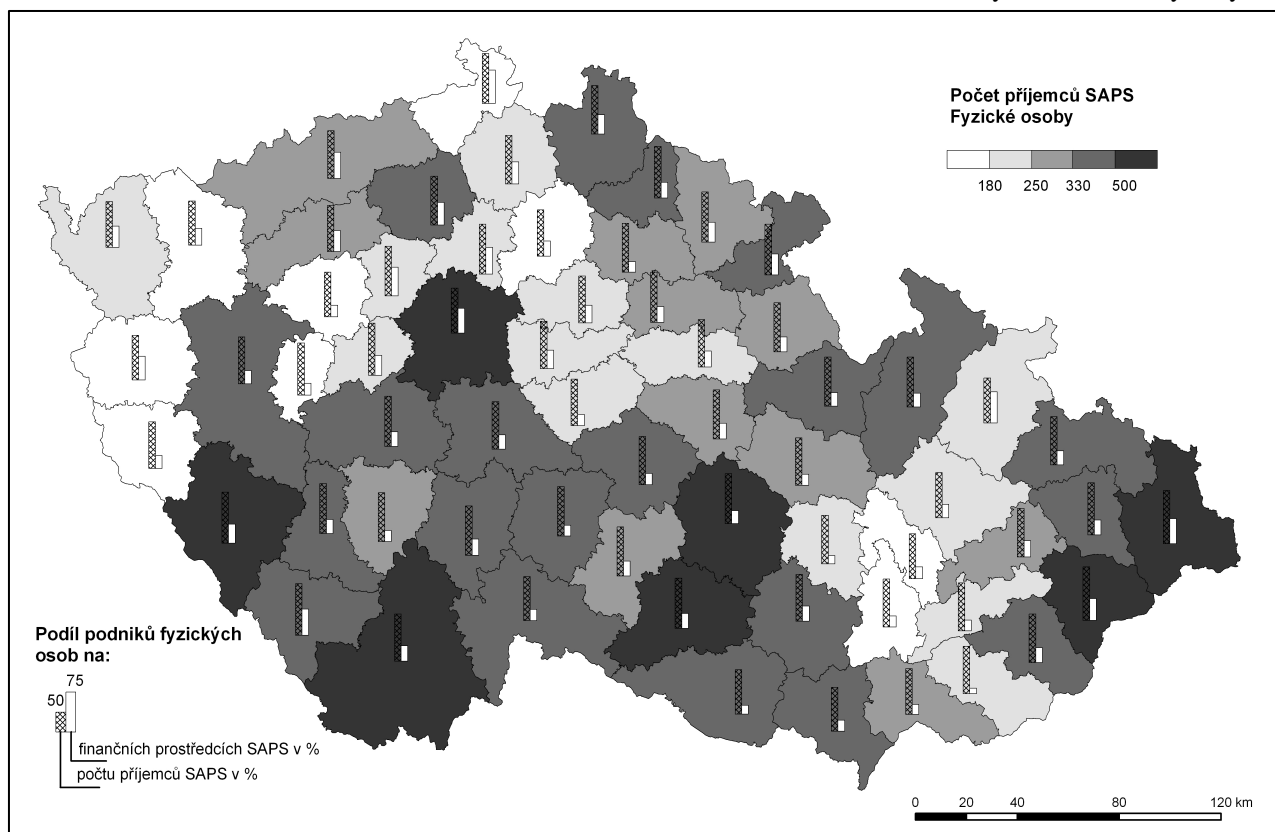 Počet příjemců SAPS
Fyzické osoby
180 250 330 500
Podíl podniků fyzických
osob na:
75
50
finančních prostředcích SAPS v %
počtu příjemců SAPS v %
0 20 40 80 120 km